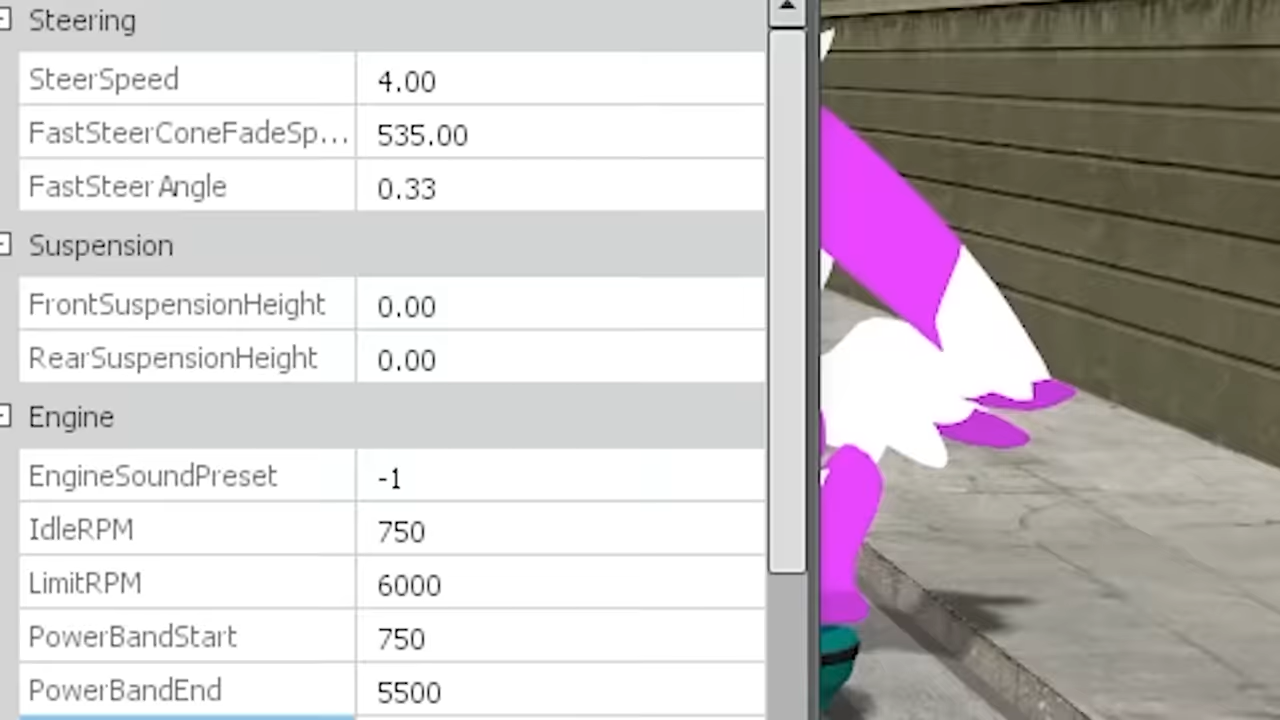 Steering
SteerSpeed 4.00
FastSteerConeFadeSp... 535.00
FastSteerAngle 0.33
Suspension
FrontSuspensionHeight 0.00
RearSuspensionHeight 0.00
Engine
EngineSoundPreset -1
IdleRPM 750
LimitRPM 6000
PowerBandStart 750
PowerBandEnd 5500